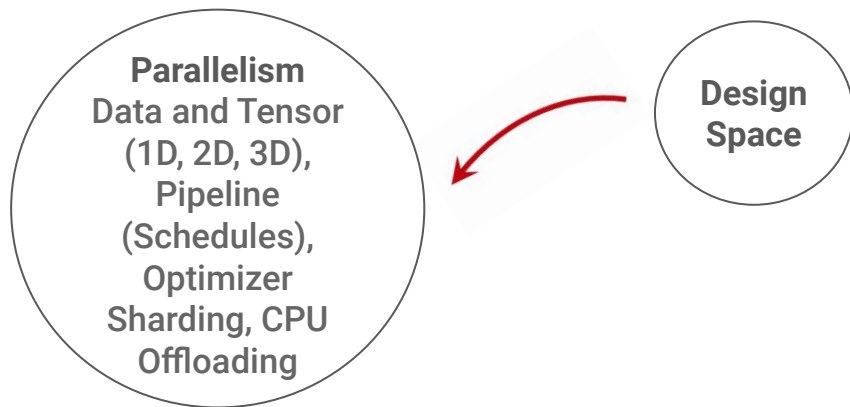 Parallelism
Data and Tensor
(1D, 2D, 3D),
Pipeline
(Schedules),
Optimizer
Sharding, CPU
Offloading
Design
Space